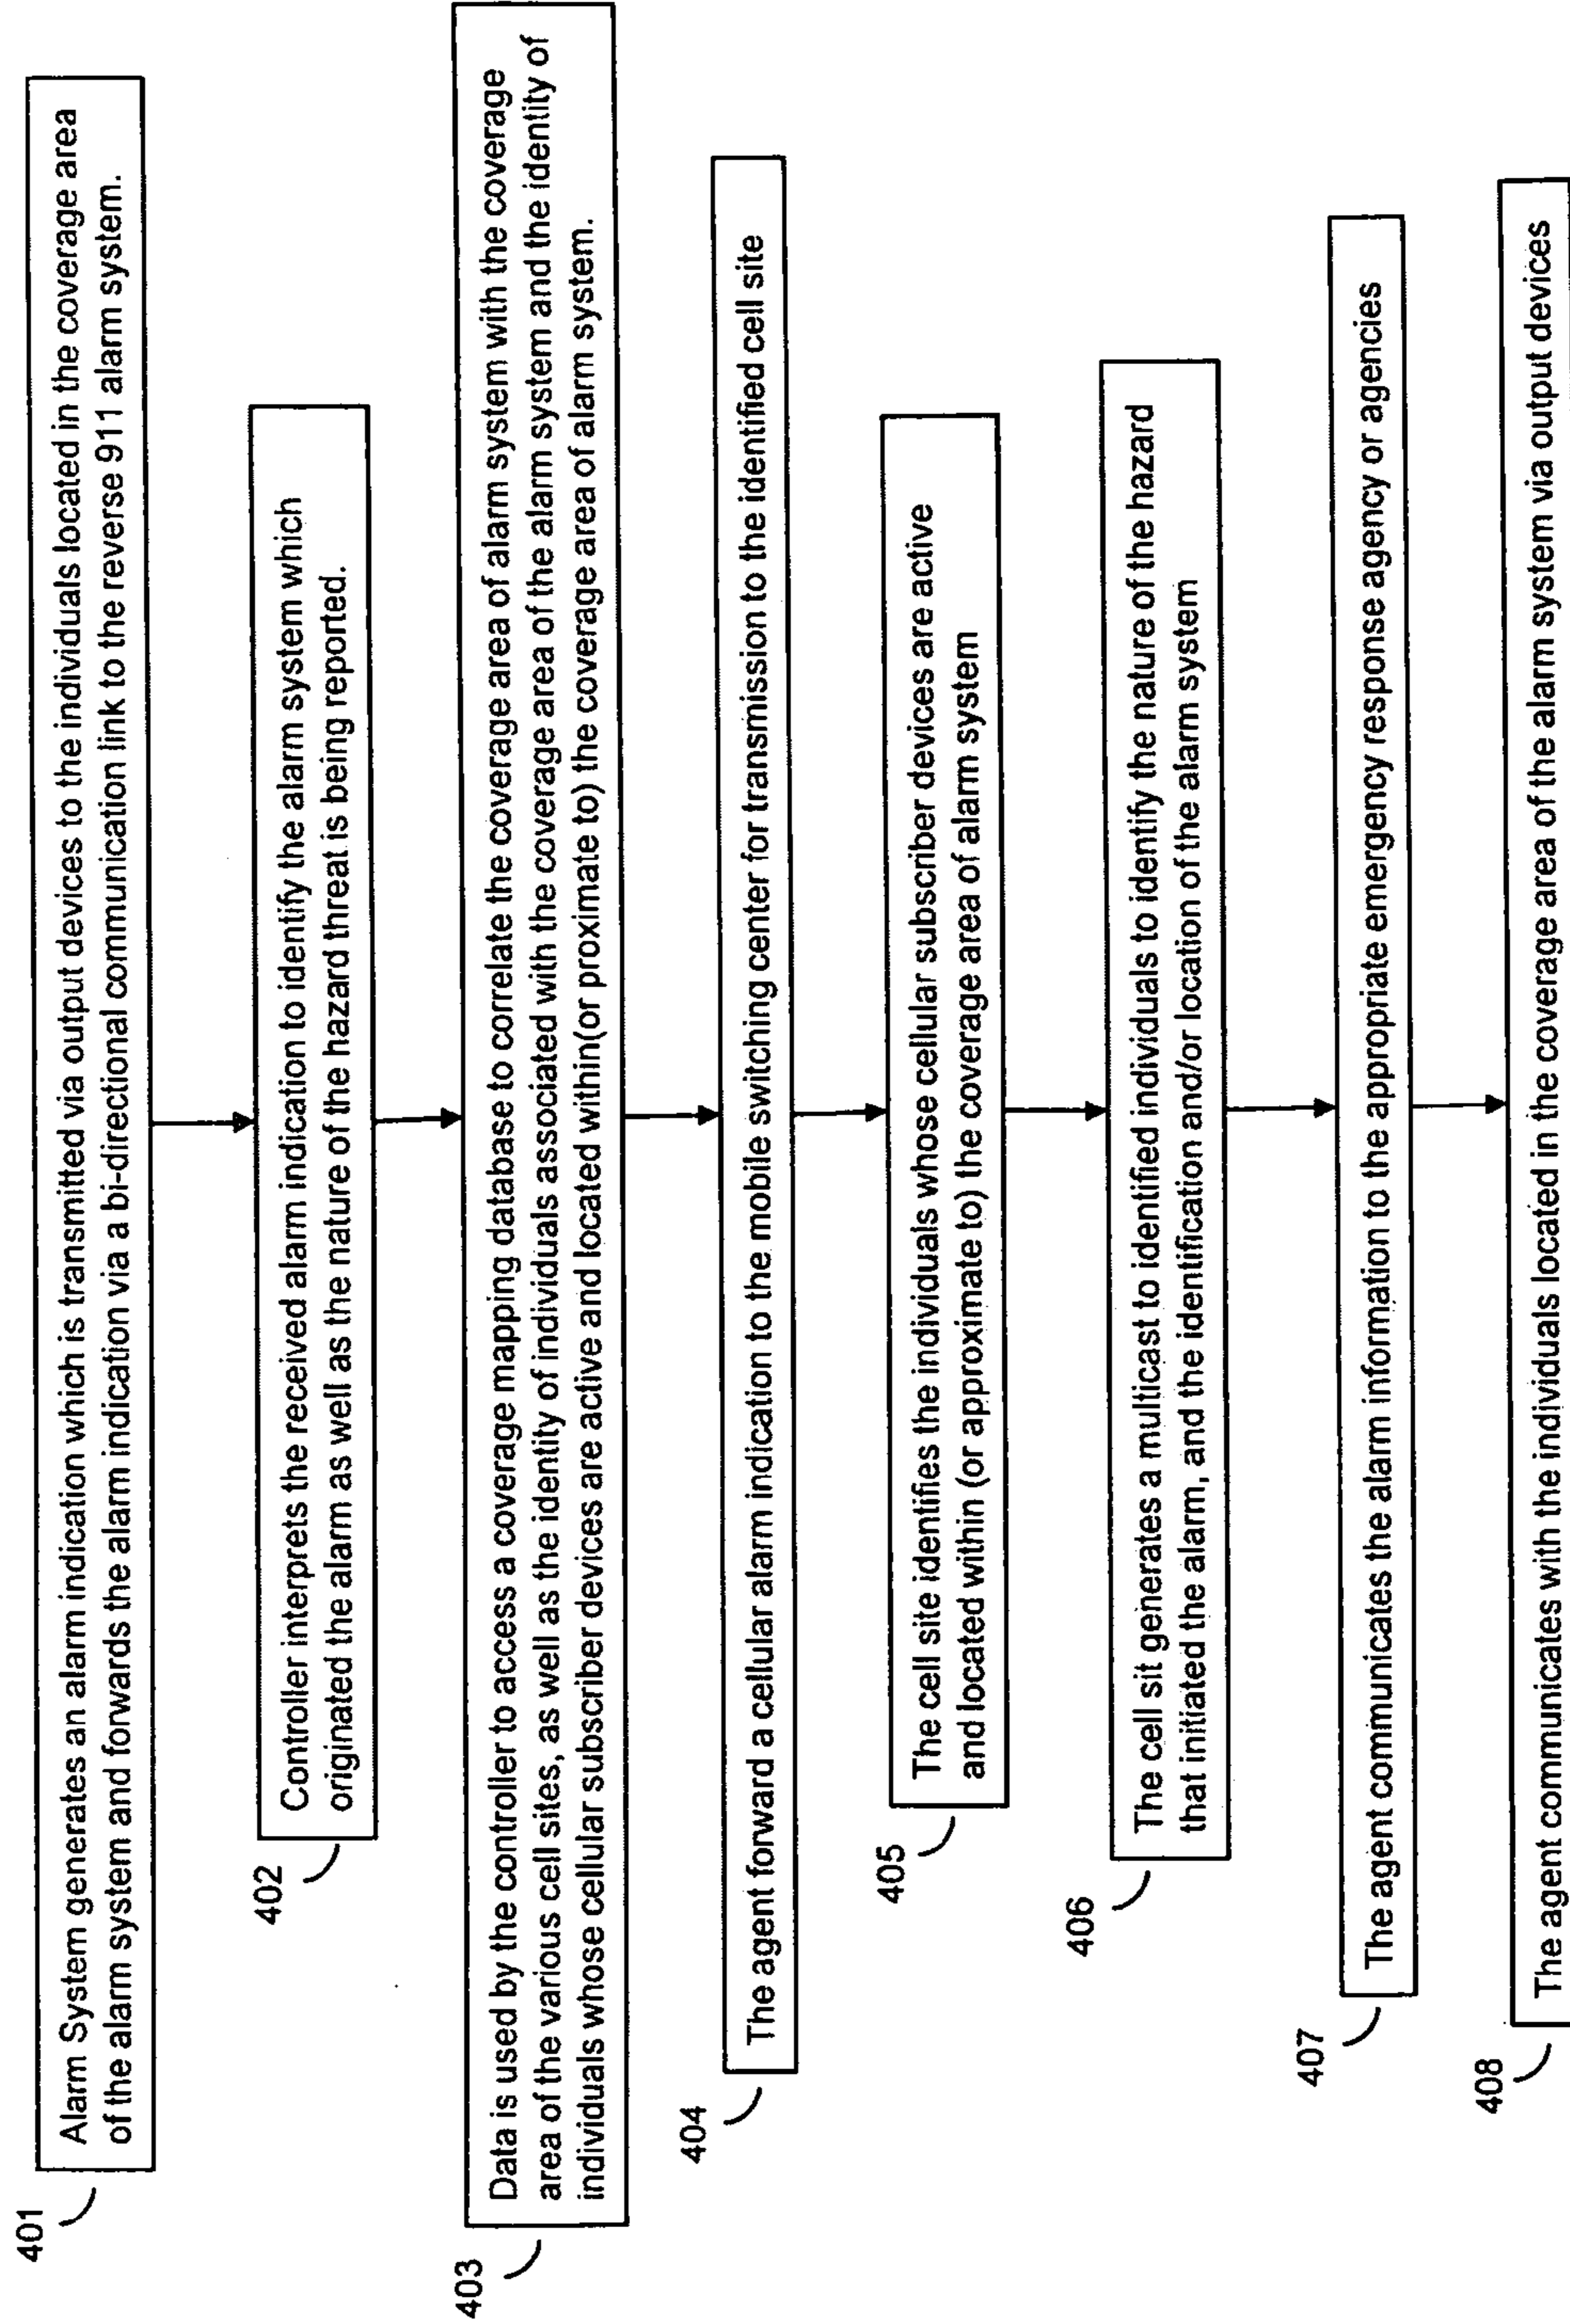 401
Alarm System generates an alarm indication which is transmitted via output devices to the individuals located in the coverage area
of the alarm system and forwards the alarm indication via a bi-directional communication link to the reverse 911 alarm system.
402
Controller interprets the received alarm indication to identify the alarm system which
originated the alarm as well as the nature of the hazard threat is being reported.
403
Data is used by the controller to access a coverage mapping database to correlate the coverage area of alarm system with the coverage
area of the various cell sites, as well as the identity of individuals associated with the coverage area of the alarm system and the identity of
individuals whose cellular subscriber devices are active and located within(or proximate to) the coverage area of alarm system.
404
The agent forward a cellular alarm indication to the mobile switching center for transmission to the identified cell site
405
The cell site identifies the individuals whose cellular subscriber devices are active
and located within (or approximate to) the coverage area of alarm system
406
The cell sit generates a multicast to identified individuals to identify the nature of the hazard
that initiated the alarm, and the identification and/or location of the alarm system
407
The agent communicates the alarm information to the appropriate emergency response agency or agencies
408
The agent communicates with the individuals located in the coverage area of the alarm system via output devices